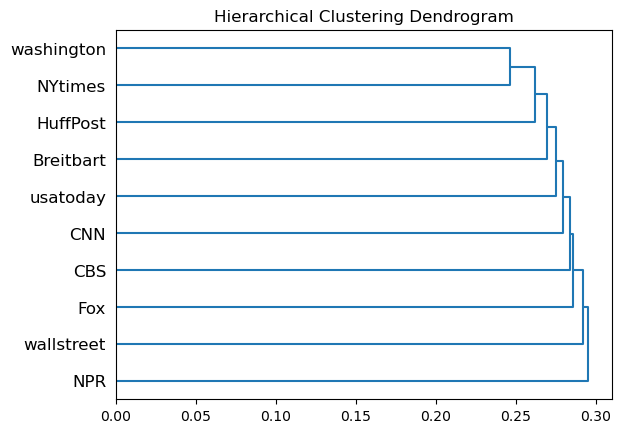 Hierarchical Clustering Dendrogram
washington
NYtimes
HuffPost
Breitbart
usatoday
CNN
CBS
Fox
wallstreet
NPR
0.00 0.05 0.10 0.15 0.20 0.25 0.30